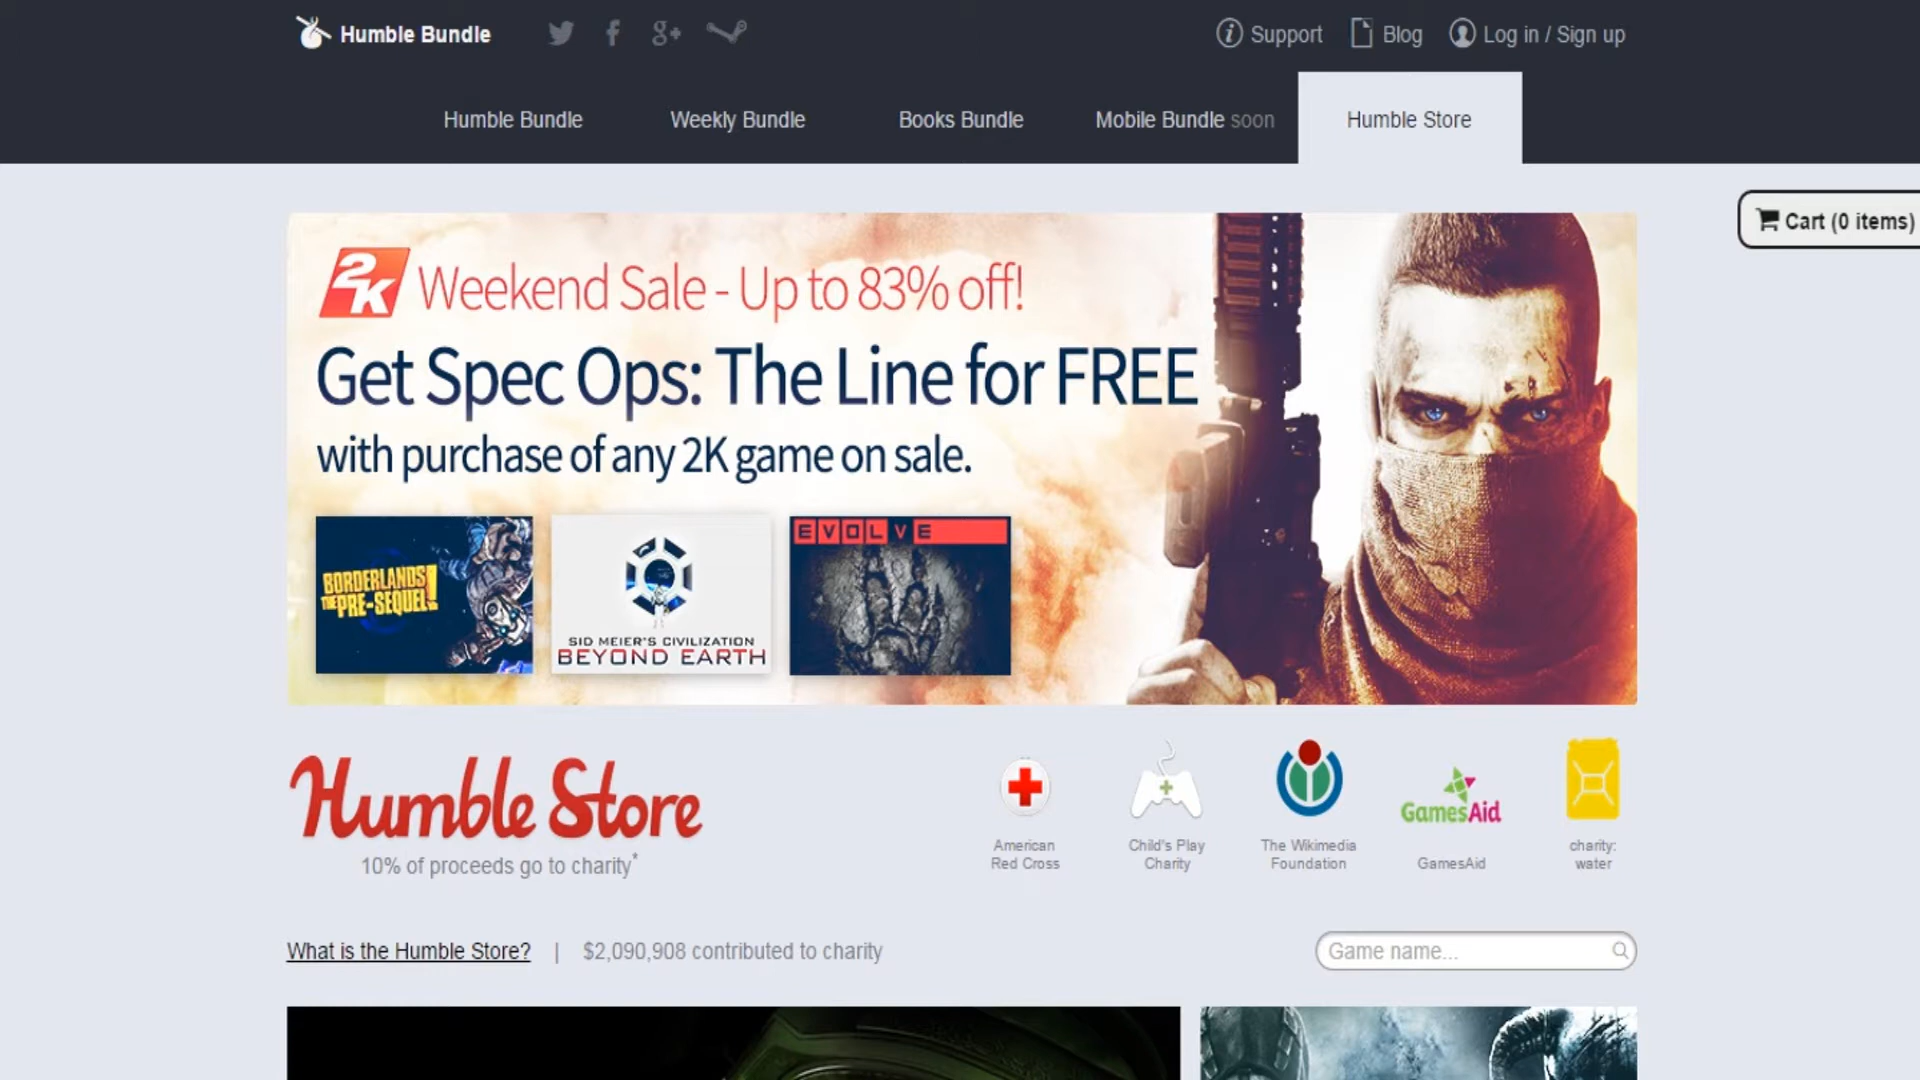 Humble Bundle
Support
Blog
Log in / Sign up
Humble Bundle
Weekly Bundle
Books Bundle
Mobile Bundle soon
Humble Store
Cart (0 items)
2K Weekend Sale - Up to 83% off!
Get Spec Ops: The Line for FREE
with purchase of any 2K game on sale.
BORDERLANDS
THE PRE-SEQUEL!
SID MEIER'S CIVILIZATION
BEYOND EARTH
EVOLVE
Humble Store
10% of proceeds go to charity*
American
Red Cross
Child's Play
Charity
The Wikimedia
Foundation
GamesAid
GamesAid
charity:
water
What is the Humble Store? | $2,090,908 contributed to charity
Game name...